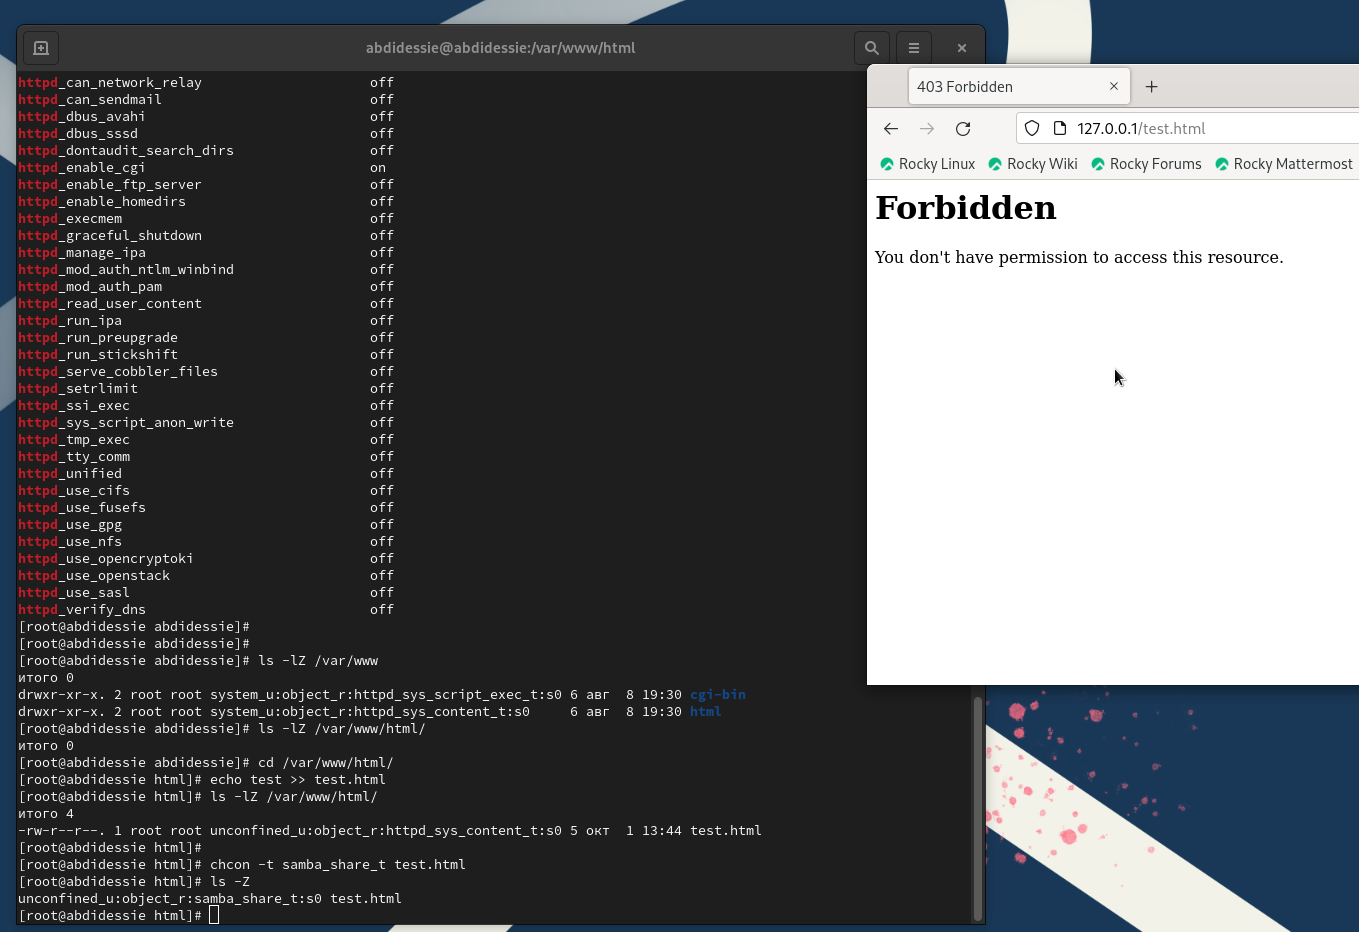 abdidessie@abdidessie:/var/www/html
httpd_can_network_relay off
httpd_can_sendmail off
httpd_dbus_avahi off
httpd_dbus_sssd off
httpd_dontaudit_search_dirs off
httpd_enable_cgi on
httpd_enable_ftp_server off
httpd_enable_homedirs off
httpd_execmem off
httpd_graceful_shutdown off
httpd_manage_ipa off
httpd_mod_auth_ntlm_winbind off
httpd_mod_auth_pam off
httpd_read_user_content off
httpd_run_ipa off
httpd_run_preupgrade off
httpd_run_stickshift off
httpd_serve_cobbler_files off
httpd_setrlimit off
httpd_ssi_exec off
httpd_sys_script_anon_write off
httpd_tmp_exec off
httpd_tty_comm off
httpd_unified off
httpd_use_cifs off
httpd_use_fusefs off
httpd_use_gpg off
httpd_use_nfs off
httpd_use_opencryptoki off
httpd_use_openstack off
httpd_use_sasl off
httpd_verify_dns off
[root@abdidessie abdidessie]#
[root@abdidessie abdidessie]#
[root@abdidessie abdidessie]# ls -lZ /var/www
итого 0
drwxr-xr-x. 2 root root system_u:object_r:httpd_sys_script_exec_t:s0 6 авг 8 19:30 cgi-bin
drwxr-xr-x. 2 root root system_u:object_r:httpd_sys_content_t:s0 6 авг 8 19:30 html
[root@abdidessie abdidessie]# ls -lZ /var/www/html/
итого 0
[root@abdidessie abdidessie]# cd /var/www/html/
[root@abdidessie html]# echo test >> test.html
[root@abdidessie html]# ls -lZ /var/www/html/
итого 4
-rw-r--r--. 1 root root unconfined_u:object_r:httpd_sys_content_t:s0 5 окт 1 13:44 test.html
[root@abdidessie html]#
[root@abdidessie html]# chcon -t samba_share_t test.html
[root@abdidessie html]# ls -Z
unconfined_u:object_r:samba_share_t:s0 test.html
[root@abdidessie html]#
403 Forbidden
127.0.0.1/test.html
Rocky Linux Rocky Wiki Rocky Forums Rocky Mattermost
Forbidden
You don't have permission to access this resource.